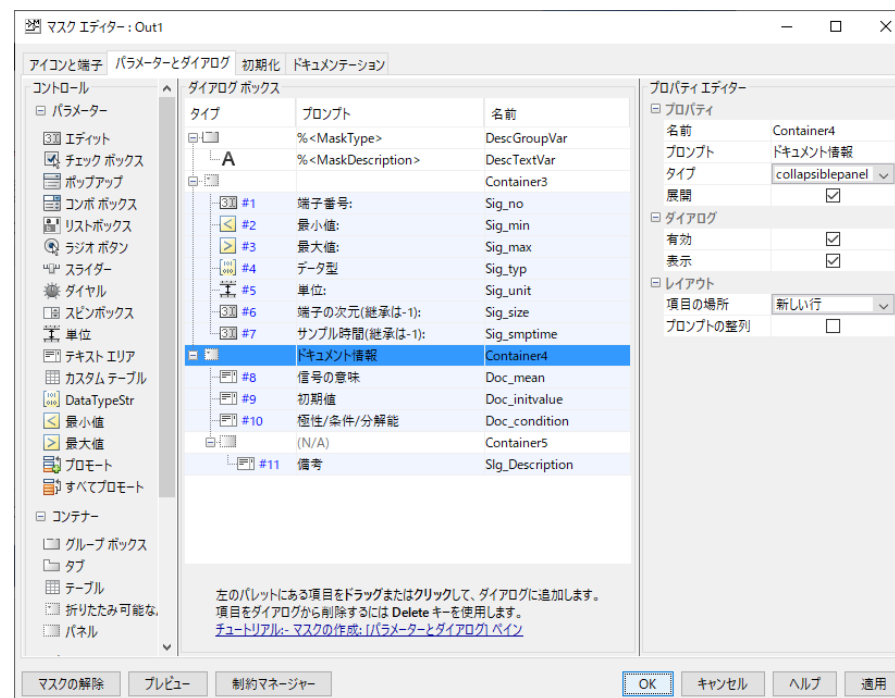 マスク エディター : Out1
アイコンと端子 パラメーターとダイアログ 初期化 ドキュメンテーション
コントロール
パラメーター
エディット
チェック ボックス
ポップアップ
コンボ ボックス
リストボックス
ラジオ ボタン
スライダー
ダイヤル
スピンボックス
単位
テキスト エリア
カスタム テーブル
DataTypeStr
最小値
最大値
プロモート
すべてプロモート
コンテナー
グループ ボックス
タブ
テーブル
折りたたみ可能な
パネル
ダイアログ ボックス
タイプ プロンプト 名前
%<MaskType> DescGroupVar
A %<MaskDescription> DescTextVar
Container3
#1 端子番号: Sig_no
#2 最小値: Sig_min
#3 最大値: Sig_max
#4 データ型 Sig_typ
#5 単位: Sig_unit
#6 端子の次元(継承は-1): Sig_size
#7 サンプル時間(継承は-1): Sig_smptime
ドキュメント情報 Container4
#8 信号の意味 Doc_mean
#9 初期値 Doc_initvalue
#10 極性/条件/分解能 Doc_condition
(N/A) Container5
#11 備考 SIg_Description
左のパレットにある項目をドラッグまたはクリックして、ダイアログに追加します。
項目をダイアログから削除するには Delete キーを使用します。
チュートリアル:- マスクの作成: [パラメーターとダイアログ] ペイン
プロパティ エディター
プロパティ
名前 Container4
プロンプト ドキュメント情報
タイプ collapsiblepanel
展開
ダイアログ
有効
表示
レイアウト
項目の場所 新しい行
プロンプトの整列
マスクの解除 プレビュー 制約マネージャー OK キャンセル ヘルプ 適用